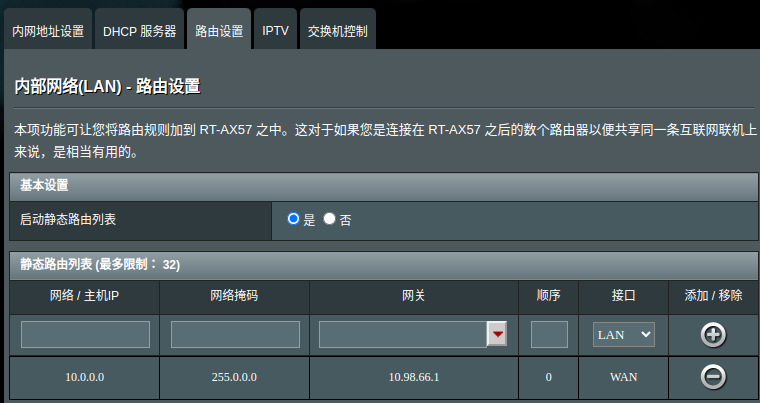 内网地址设置 DHCP 服务器 路由设置 IPTV 交换机控制
内部网络(LAN) - 路由设置
本项功能可让您将路由规则加到 RT-AX57 之中。这对于如果您是连接在 RT-AX57 之后的数个路由器以便共享同一条互联网联机上
来说，是相当有用的。
基本设置
启动静态路由列表 是 否
静态路由列表 (最多限制： 32)
网络 / 主机IP 网络掩码 网关 顺序 接口 添加 / 移除
LAN
10.0.0.0 255.0.0.0 10.98.66.1 0 WAN